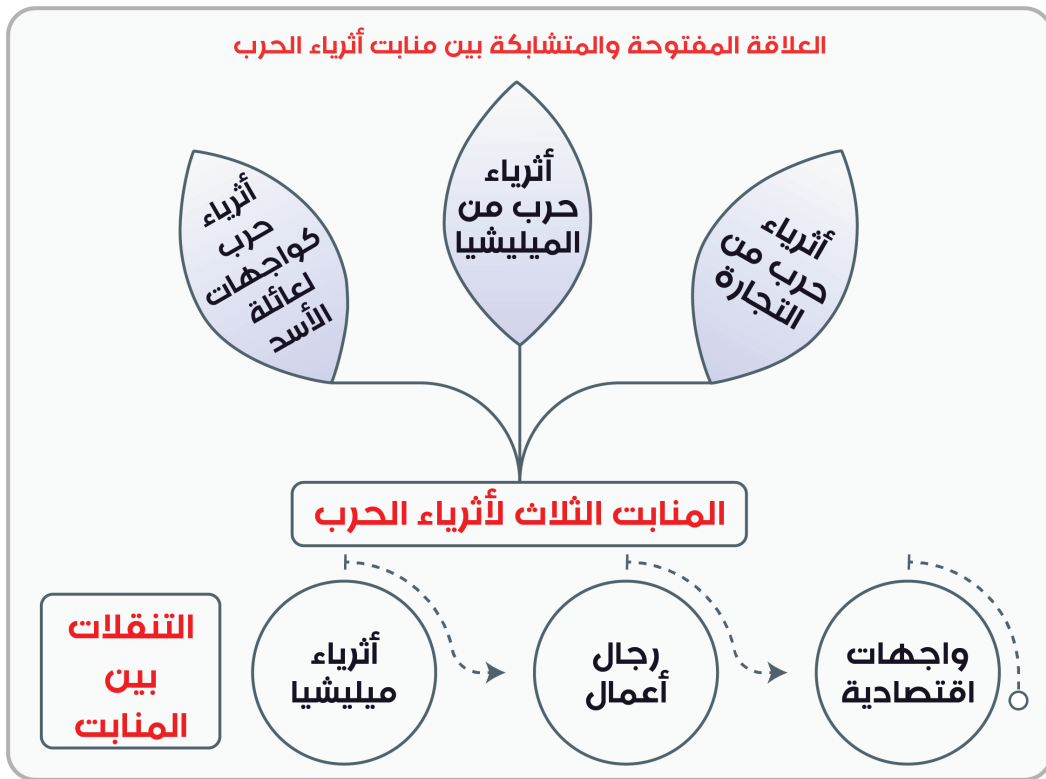 العلاقة المفتوحة والمتشابكة بين منابت أثرياء الحرب
أثرياء
حرب من
التجارة
أثرياء
حرب من
الميليشيا
أثرياء
حرب
كواجهات
لعائلة
الأسد
المنابت الثلاث لأثرياء الحرب
واجهات
اقتصادية
رجال
أعمال
أثرياء
ميليشيا
التنقلات
بين
المنابت